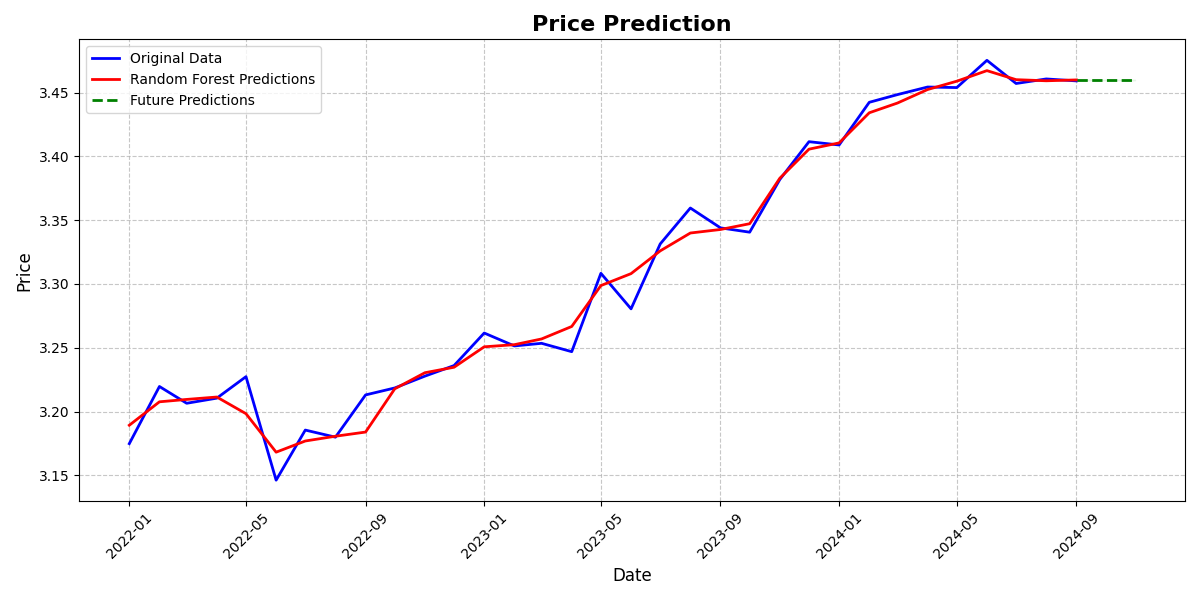 Price Prediction
Original Data
Random Forest Predictions
Future Predictions
Price
3.45
3.40
3.35
3.30
3.25
3.20
3.15
2022-01
2022-05
2022-09
2023-01
2023-05
2023-09
2024-01
2024-05
2024-09
Date